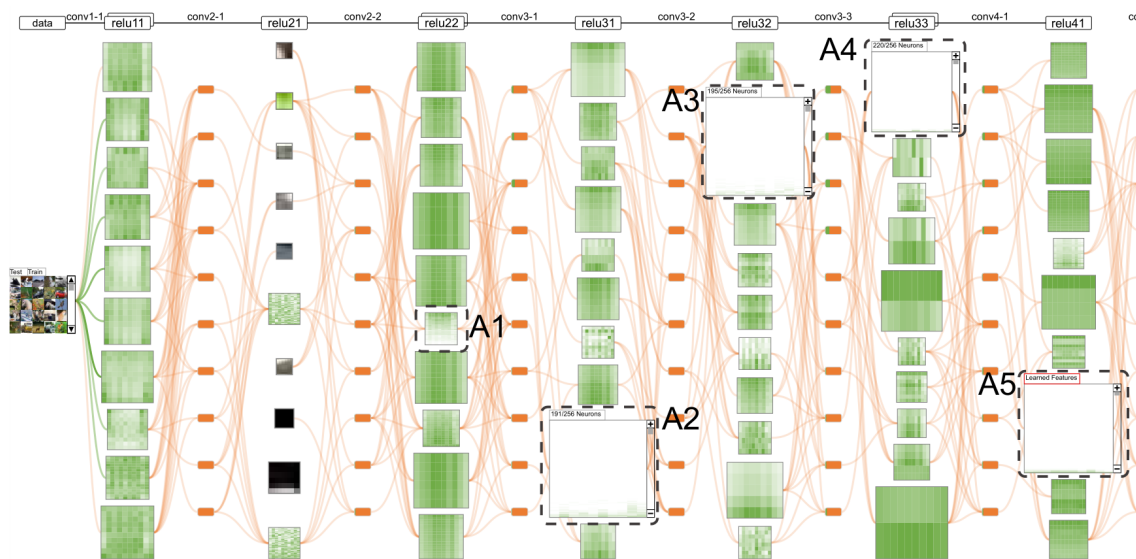 data conv1-1 relu11 conv2-1 relu21 conv2-2 relu22 conv3-1 relu31 conv3-2 relu32 conv3-3 relu33 conv4-1 relu41
A4
220/256 Neurons
+
−
A3
195/256 Neurons
+
−
Test Train
A1
A5
Learned Features
+
−
A2
191/256 Neurons
+
−